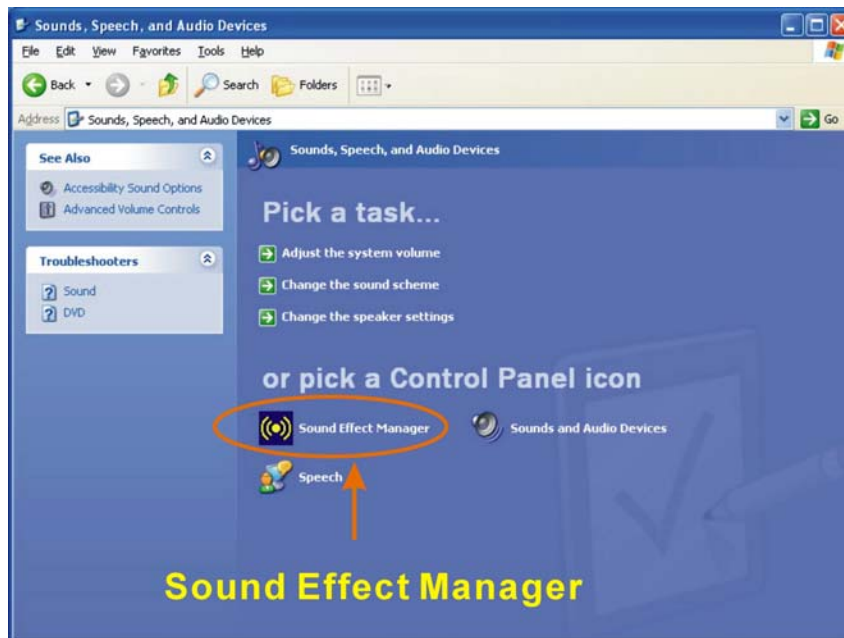 Sounds, Speech, and Audio Devices
File Edit View Favorites Tools Help
Back Search Folders
Address Sounds, Speech, and Audio Devices Go
See Also
Accessibility Sound Options
Advanced Volume Controls
Troubleshooters
Sound
DVD
Sounds, Speech, and Audio Devices
Pick a task...
Adjust the system volume
Change the sound scheme
Change the speaker settings
or pick a Control Panel icon
Sound Effect Manager Sounds and Audio Devices
Speech
Sound Effect Manager